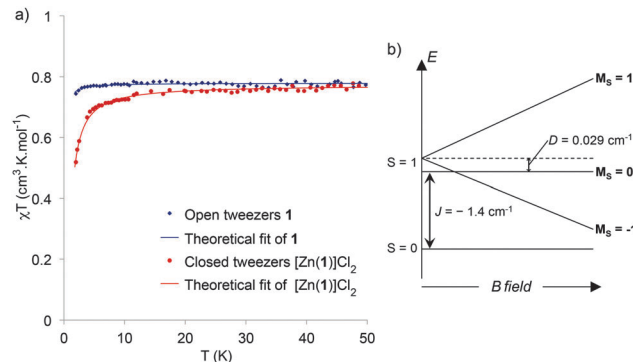 a)
χT (cm³.K.mol⁻¹)
1
0.8
0.6
0.4
0.2
0
0
10
20
30
40
50
T (K)
Open tweezers 1
Theoretical fit of 1
Closed tweezers [Zn(1)]Cl₂
Theoretical fit of [Zn(1)]Cl₂
b)
E
Mₛ = 1
D = 0.029 cm⁻¹
S = 1
Mₛ = 0
J = − 1.4 cm⁻¹
Mₛ = -1
S = 0
B field